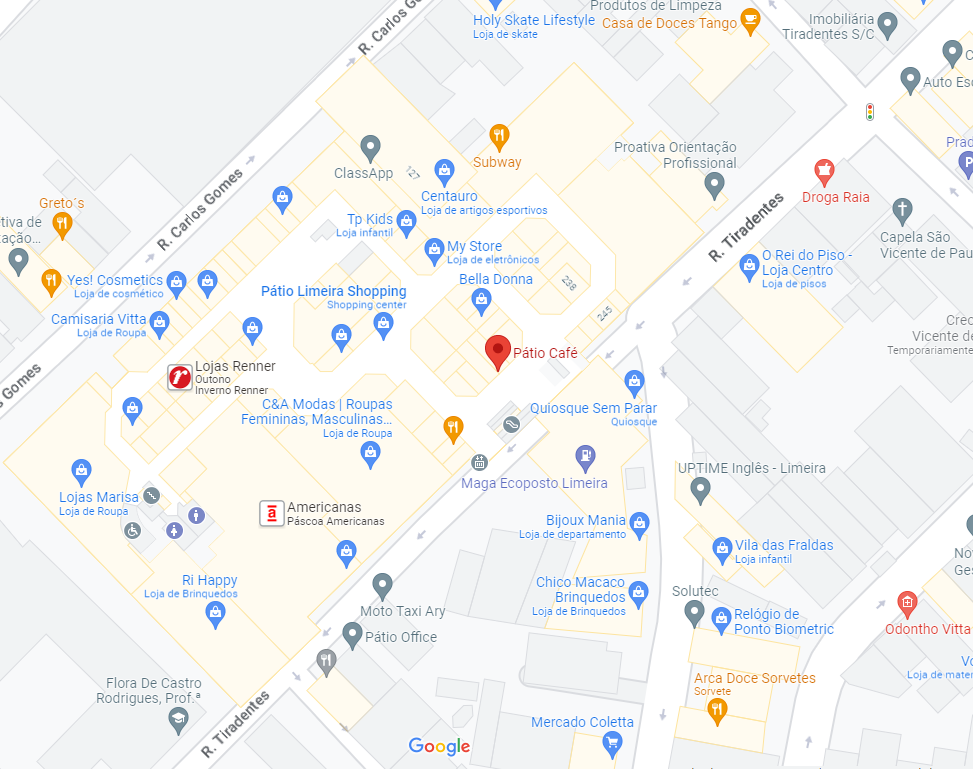 Produtos de Limpeza
R. Carlos Go
Holy Skate Lifestyle
Loja de skate
Casa de Doces Tango
Imobiliária
Tiradentes S/C
C
Auto Esc
Prad
P
Subway
Proativa Orientação
Profissional
ClassApp
127
Centauro
Loja de artigos esportivos
Droga Raia
R. Carlos Gomes
Greto´s
etiva de
tação...
Tp Kids
Loja infantil
My Store
Loja de eletrônicos
R. Tiradentes
Capela São
Vicente de Pau
O Rei do Piso -
Loja Centro
Loja de pisos
Yes! Cosmetics
Loja de cosmético
Bella Donna
238
Pátio Limeira Shopping
Shopping center
245
Camisaria Vitta
Loja de Roupa
Crec
Vicente de
Temporáriamente
Pátio Café
Lojas Renner
Outono
Inverno Renner
Gomes
C&A Modas | Roupas
Femininas, Masculinas...
Loja de Roupa
Quiosque Sem Parar
Quiosque
UPTIME Inglês - Limeira
Maga Ecoposto Limeira
Lojas Marisa
Loja de Roupa
a
Americanas
Páscoa Americanas
Bijoux Mania
Loja de departamento
Vila das Fraldas
Loja infantil
Nov
Ges
Ri Happy
Loja de Brinquedos
Chico Macaco
Brinquedos
Loja de Brinquedos
Solutec
Moto Taxi Ary
Relógio de
Ponto Biometric
Odontho Vitta
Pátio Office
Vo
Loja de mater
Flora De Castro
Rodrigues, Prof.ª
Arca Doce Sorvetes
Sorvete
R. Tiradentes
Mercado Coletta
Google